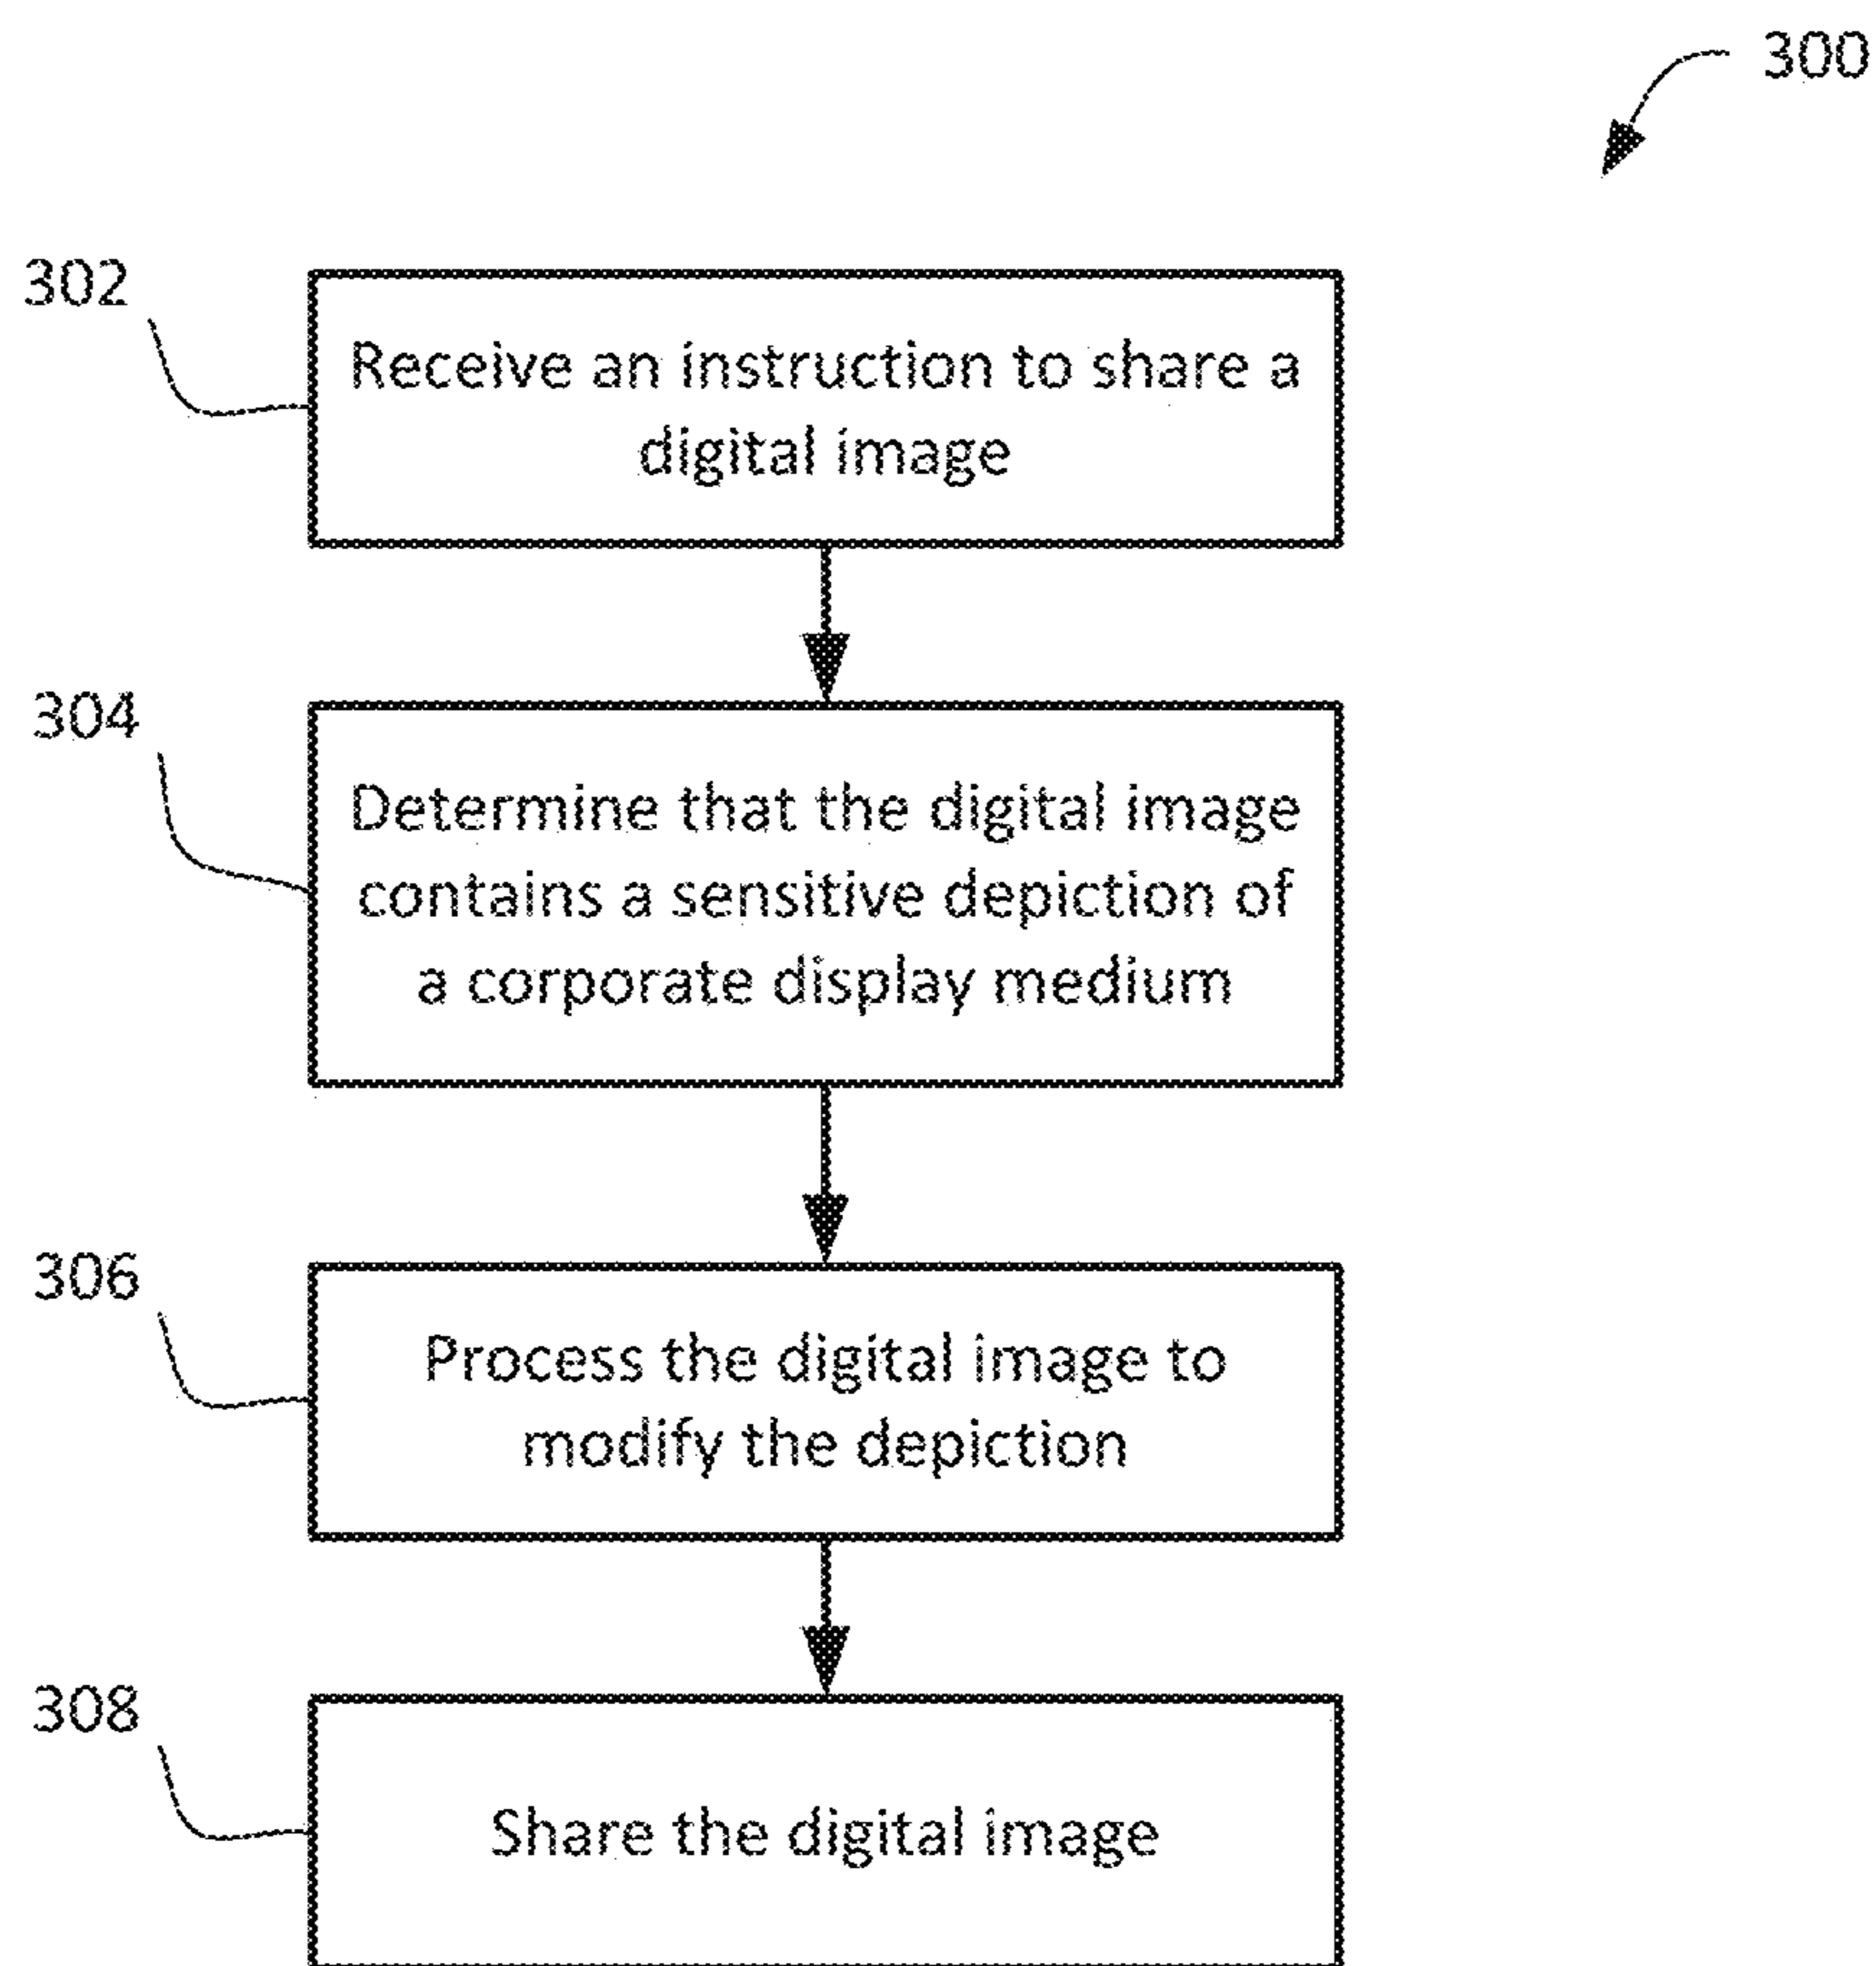 300
302
Receive an instruction to share a
digital image
304
Determine that the digital image
contains a sensitive depiction of
a corporate display medium
306
Process the digital image to
modify the depiction
308
Share the digital image